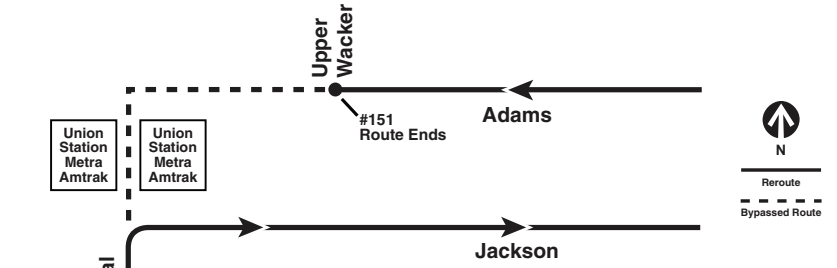 Upper
Wacker
#151
Route Ends
Adams
Union
Station
Metra
Amtrak
Union
Station
Metra
Amtrak
N
Reroute
Bypassed Route
Jackson